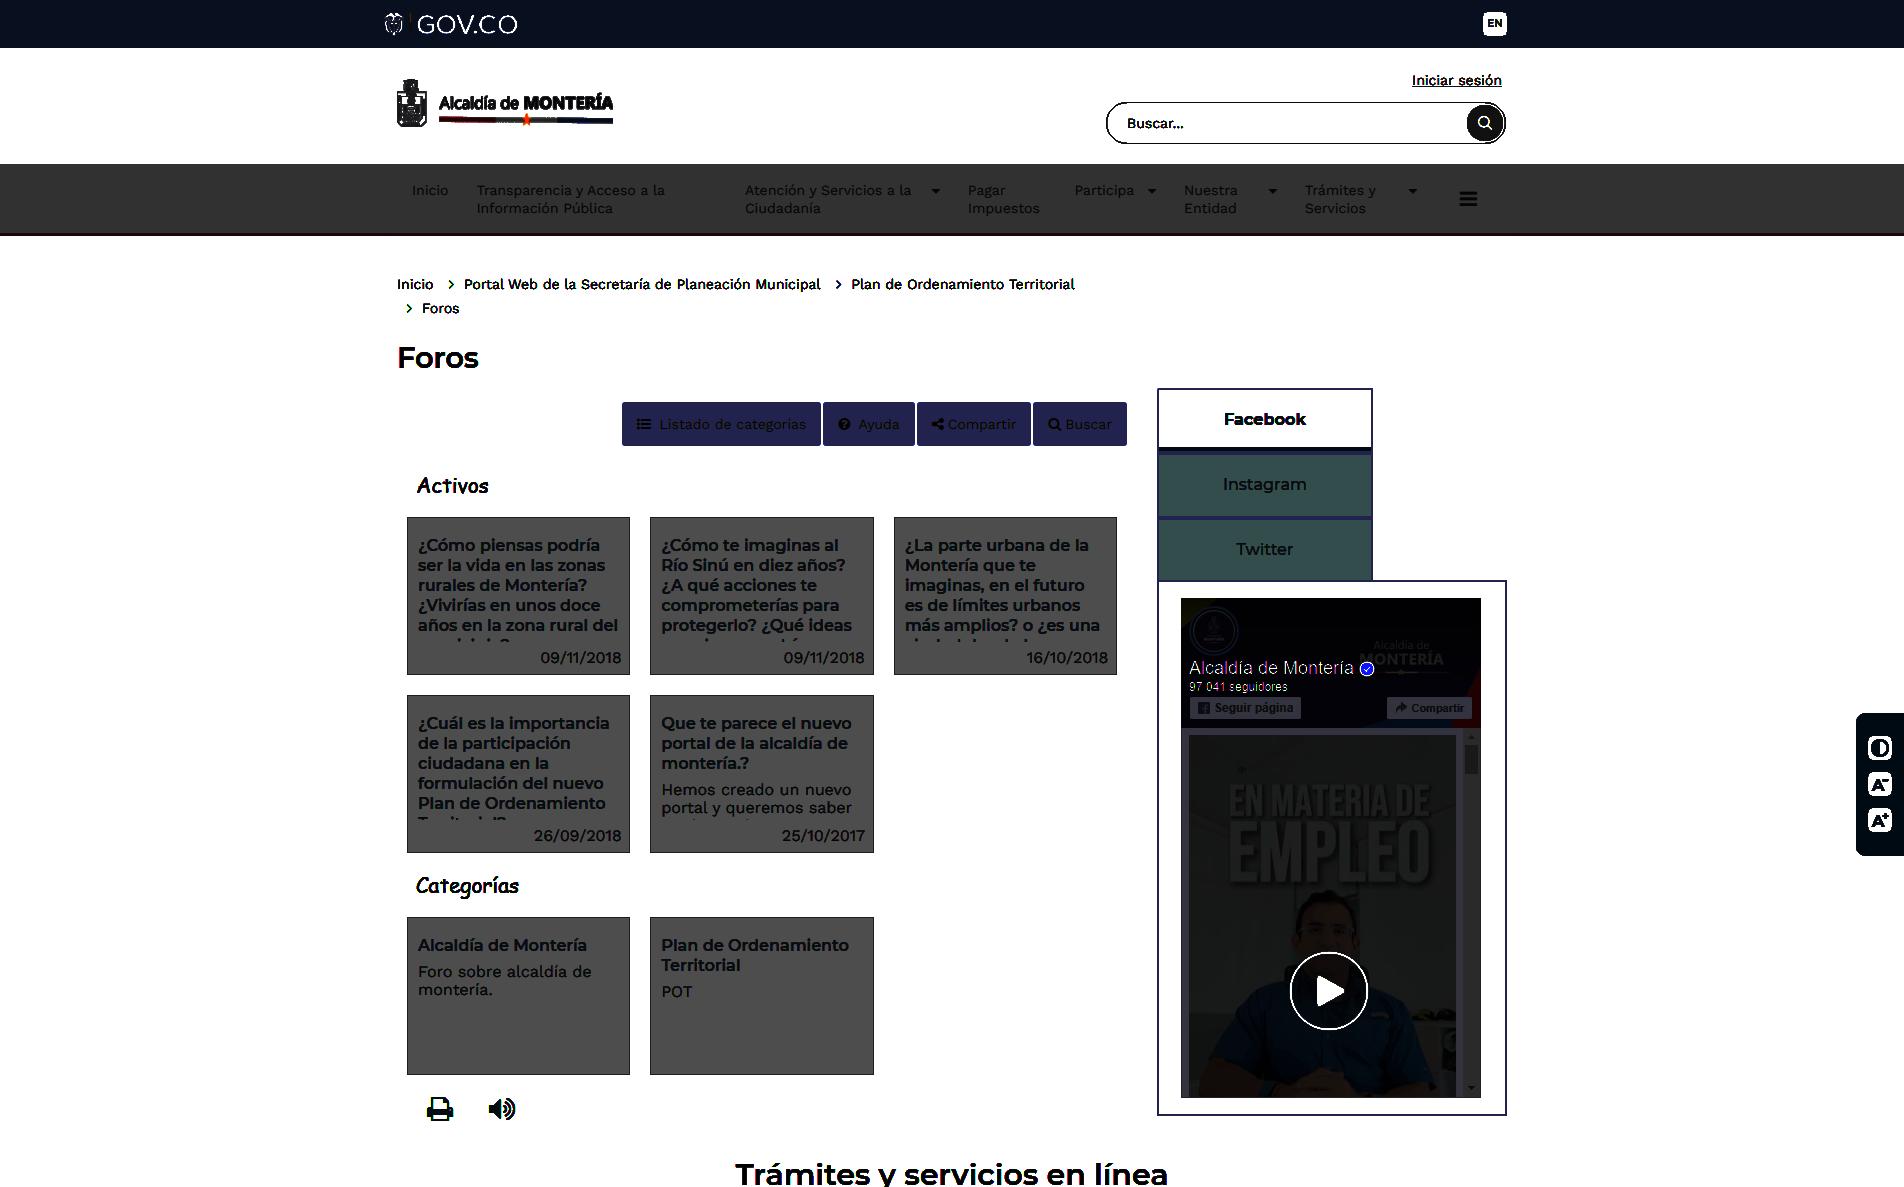 GOV.CO
EN
Alcaldía de MONTERÍA
Iniciar sesión
Buscar...
Inicio
Transparencia y Acceso a la
Información Pública
Atención y Servicios a la
Ciudadanía
Pagar
Impuestos
Participa
Nuestra
Entidad
Trámites y
Servicios
Inicio > Portal Web de la Secretaría de Planeación Municipal > Plan de Ordenamiento Territorial
> Foros
Foros
Listado de categorias
Ayuda
Compartir
Buscar
Activos
¿Cómo piensas podría
ser la vida en las zonas
rurales de Montería?
¿Vivirías en unos doce
años en la zona rural del
09/11/2018
¿Cómo te imaginas al
Río Sinú en diez años?
¿A qué acciones te
comprometerías para
protegerlo? ¿Qué ideas
09/11/2018
¿La parte urbana de la
Montería que te
imaginas, en el futuro
es de límites urbanos
más amplios? o ¿es una
16/10/2018
¿Cuál es la importancia
de la participación
ciudadana en la
formulación del nuevo
Plan de Ordenamiento
26/09/2018
Que te parece el nuevo
portal de la alcaldía de
montería.?
Hemos creado un nuevo
portal y queremos saber
25/10/2017
Categorías
Alcaldía de Montería
Foro sobre alcaldía de
montería.
Plan de Ordenamiento
Territorial
POT
Facebook
Instagram
Twitter
Alcaldía de
MONTERÍA
Alcaldía de Montería
97 041 seguidores
Seguir página
Compartir
EN MATERIA DE
EMPLEO
A-
A+
Trámites y servicios en línea